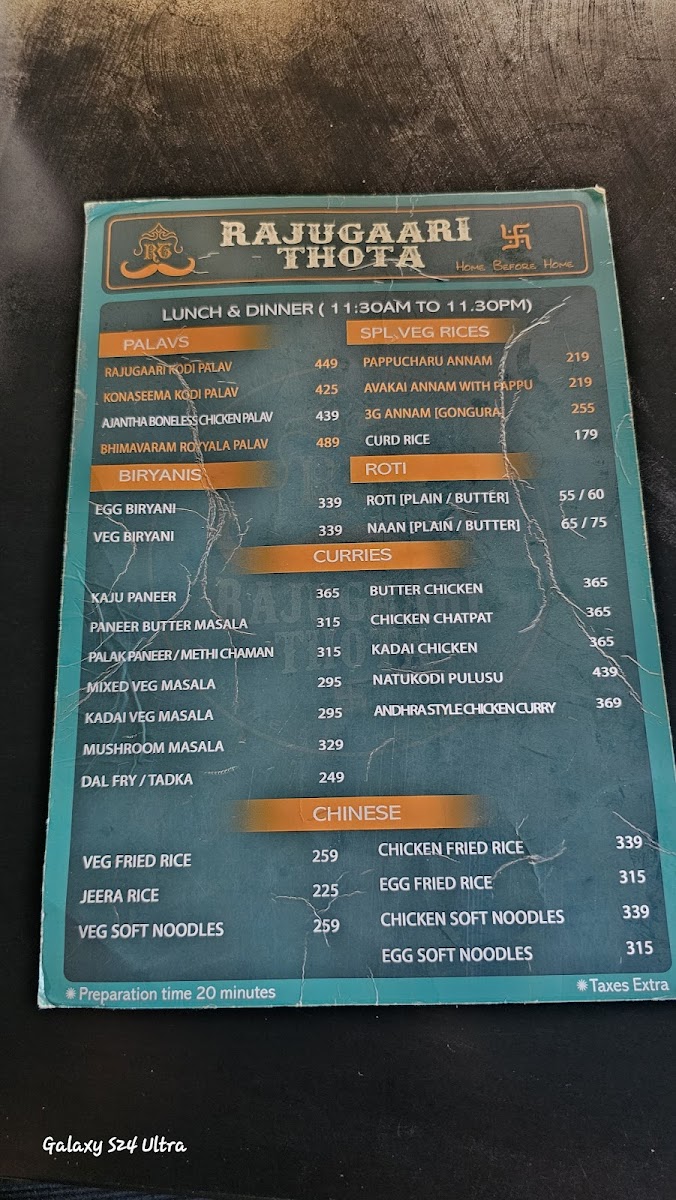 RG
RAJUGAARI
THOTA
HOME BEFORE HOME
LUNCH & DINNER ( 11:30AM TO 11.30PM)
PALAVS
RAJUGAARI KODI PALAV 449
KONASEEMA KODI PALAV 425
AJANTHA BONELESS CHICKEN PALAV 439
BHIMAVARAM ROYYALA PALAV 489
SPL VEG RICES
PAPPUCHARU ANNAM 219
AVAKAI ANNAM WITH PAPPU 219
3G ANNAM [GONGURA] 255
CURD RICE 179
BIRYANIS
EGG BIRYANI 339
VEG BIRYANI 339
ROTI
ROTI [PLAIN / BUTTER] 55 / 60
NAAN [PLAIN / BUTTER] 65 / 75
CURRIES
KAJU PANEER 365
PANEER BUTTER MASALA 315
PALAK PANEER / METHI CHAMAN 315
MIXED VEG MASALA 295
KADAI VEG MASALA 295
MUSHROOM MASALA 329
DAL FRY / TADKA 249
BUTTER CHICKEN 365
CHICKEN CHATPAT 365
KADAI CHICKEN 365
NATUKODI PULUSU 439
ANDHRA STYLE CHICKEN CURRY 369
CHINESE
VEG FRIED RICE 259
JEERA RICE 225
VEG SOFT NOODLES 259
CHICKEN FRIED RICE 339
EGG FRIED RICE 315
CHICKEN SOFT NOODLES 339
EGG SOFT NOODLES 315
✺Preparation time 20 minutes
✺Taxes Extra
Galaxy S24 Ultra